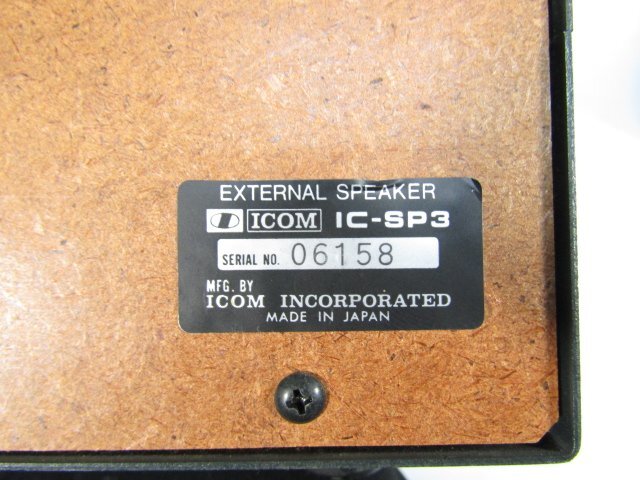 EXTERNAL SPEAKER
ICOM IC-SP3
SERIAL NO. 06158
MFG. BY
ICOM INCORPORATED
MADE IN JAPAN